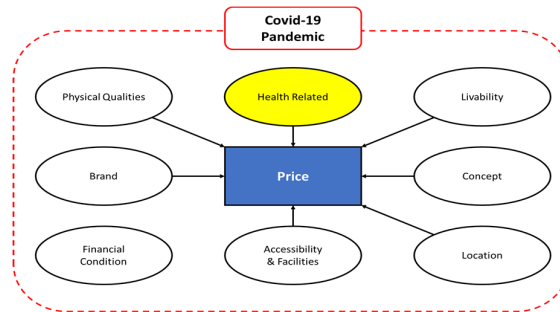 Covid-19
Pandemic
Physical Qualities
Health Related
Livability
Brand
Price
Concept
Financial
Condition
Accessibility
& Facilities
Location